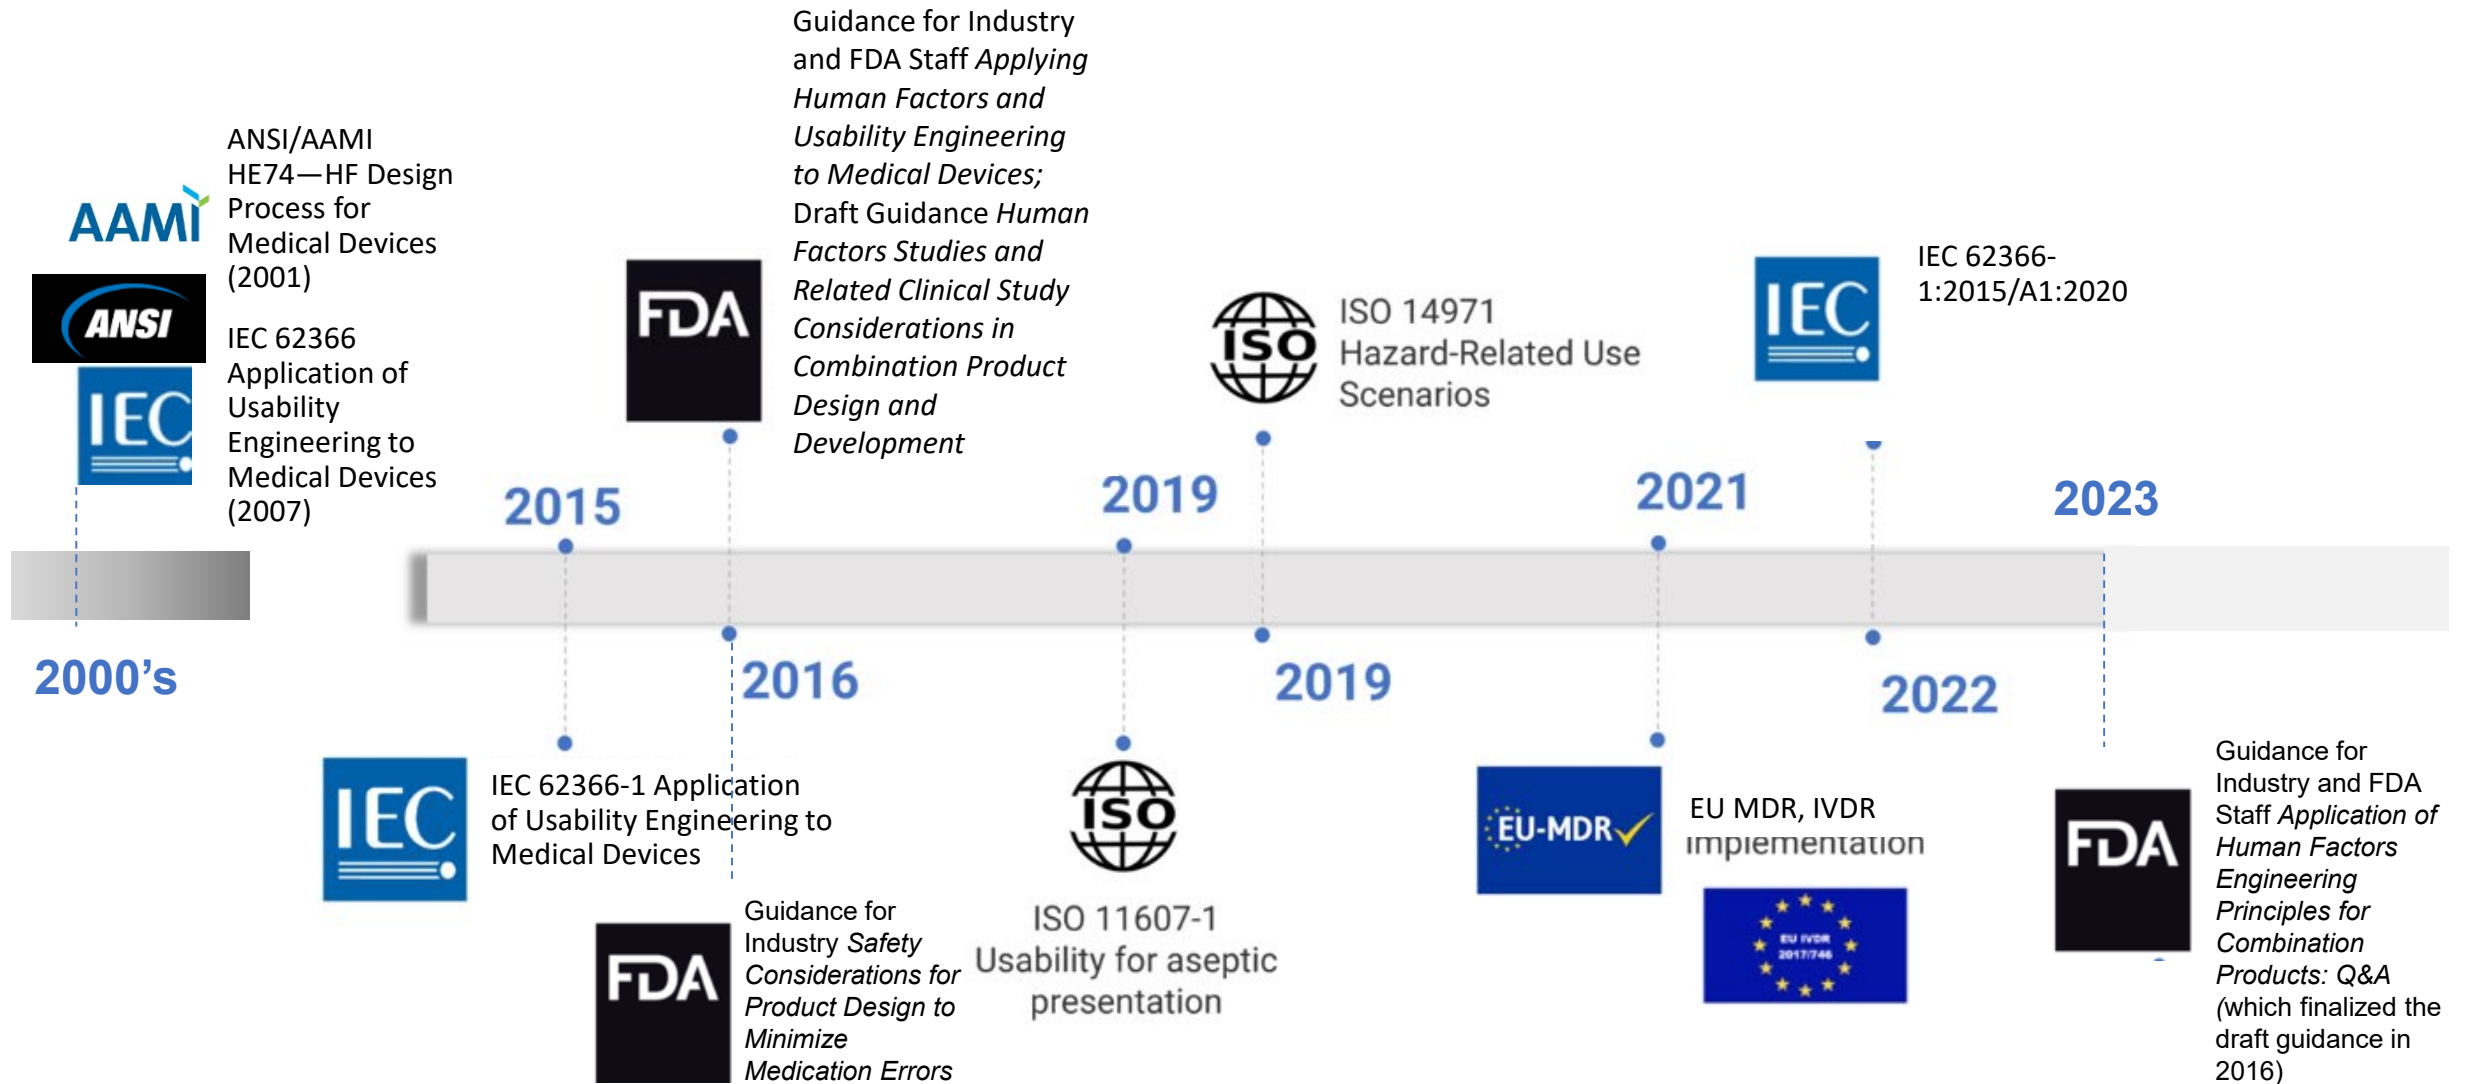 AAMI
ANSI
IEC
ANSI/AAMI
HE74—HF Design
Process for
Medical Devices
(2001)
IEC 62366
Application of
Usability
Engineering to
Medical Devices
(2007)
2000’s
2015
IEC
IEC 62366-1 Application
of Usability Engineering to
Medical Devices
FDA
Guidance for Industry
and FDA Staff Applying
Human Factors and
Usability Engineering
to Medical Devices;
Draft Guidance Human
Factors Studies and
Related Clinical Study
Considerations in
Combination Product
Design and
Development
2016
FDA
Guidance for
Industry Safety
Considerations for
Product Design to
Minimize
Medication Errors
2019
ISO
ISO 11607-1
Usability for aseptic
presentation
ISO
ISO 14971
Hazard-Related Use
Scenarios
2019
2021
EU-MDR
EU MDR, IVDR
implementation
EU IVDR
2017/746
IEC
IEC 62366-
1:2015/A1:2020
2022
2023
FDA
Guidance for
Industry and FDA
Staff Application of
Human Factors
Engineering
Principles for
Combination
Products: Q&A
(which finalized the
draft guidance in
2016)